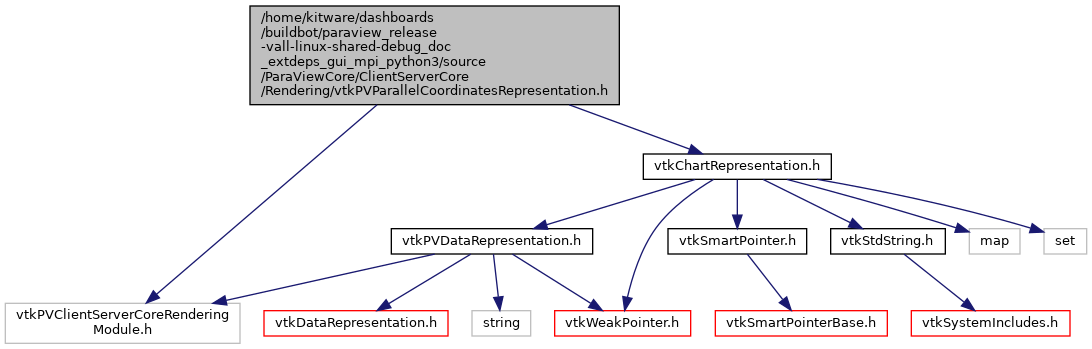 /home/kitware/dashboards
/buildbot/paraview_release
-vall-linux-shared-debug_doc
_extdeps_gui_mpi_python3/source
/ParaViewCore/ClientServerCore
/Rendering/vtkPVParallelCoordinatesRepresentation.h
vtkChartRepresentation.h
vtkPVDataRepresentation.h
vtkSmartPointer.h
vtkStdString.h
map
set
vtkPVClientServerCoreRendering
Module.h
vtkDataRepresentation.h
string
vtkWeakPointer.h
vtkSmartPointerBase.h
vtkSystemIncludes.h